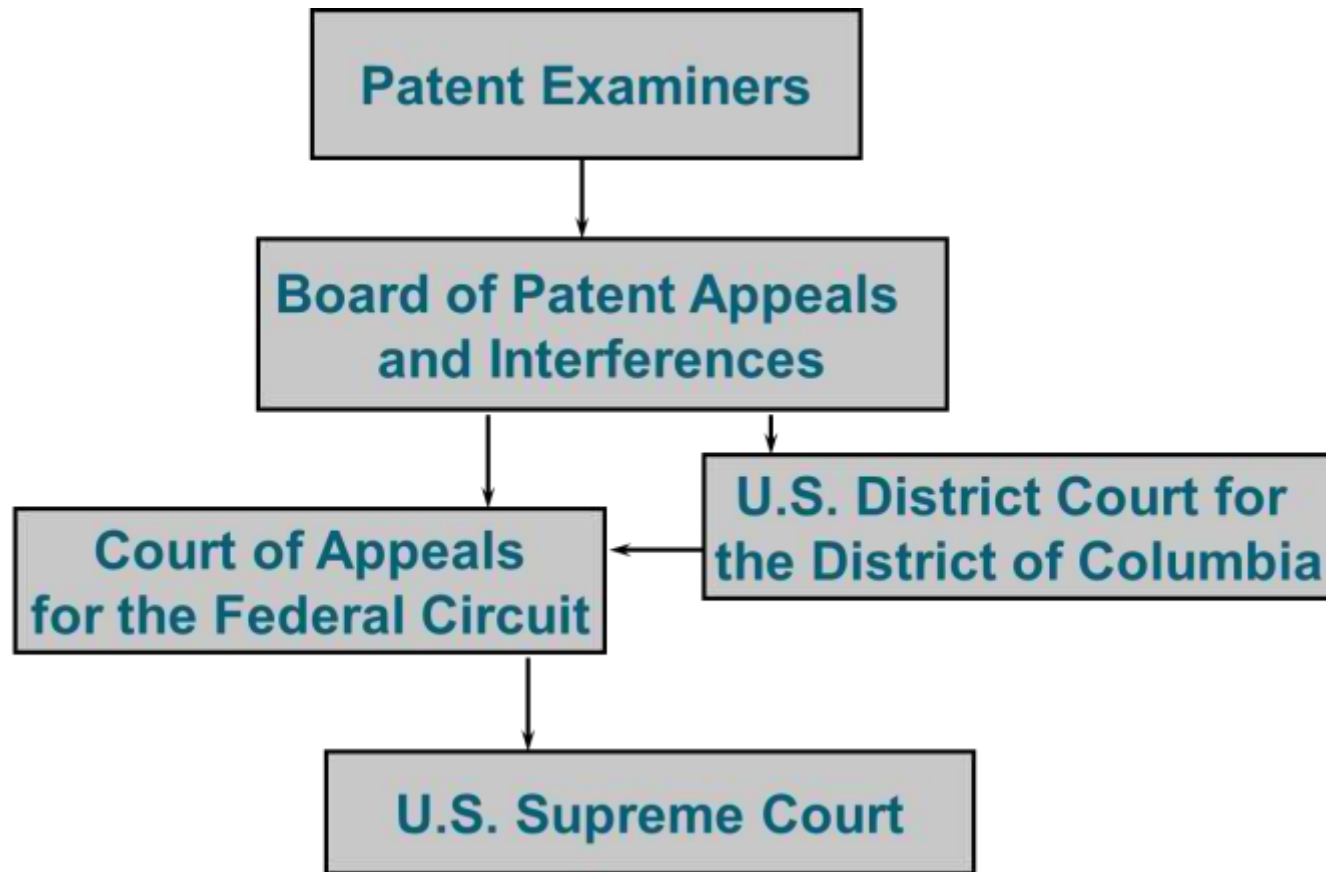 Patent Examiners
Board of Patent Appeals
and Interferences
U.S. District Court for
the District of Columbia
Court of Appeals
for the Federal Circuit
U.S. Supreme Court